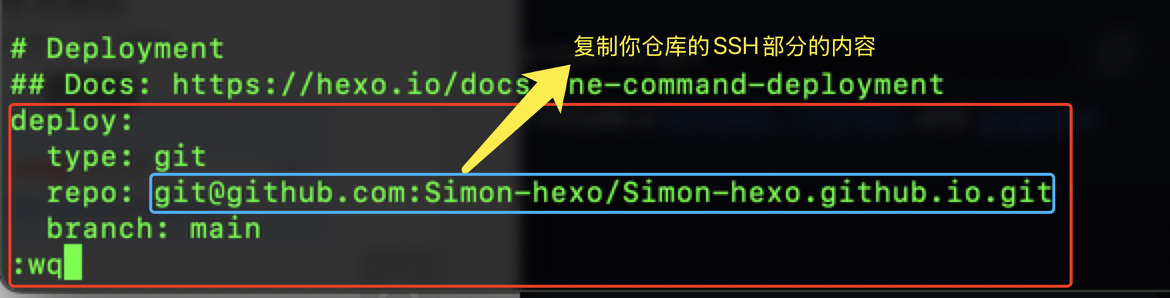 复制你仓库的SSH部分的内容
# Deployment
## Docs: https://hexo.io/docs ne-command-deployment
deploy:
  type: git
  repo: git@github.com:Simon-hexo/Simon-hexo.github.io.git
  branch: main
:wq